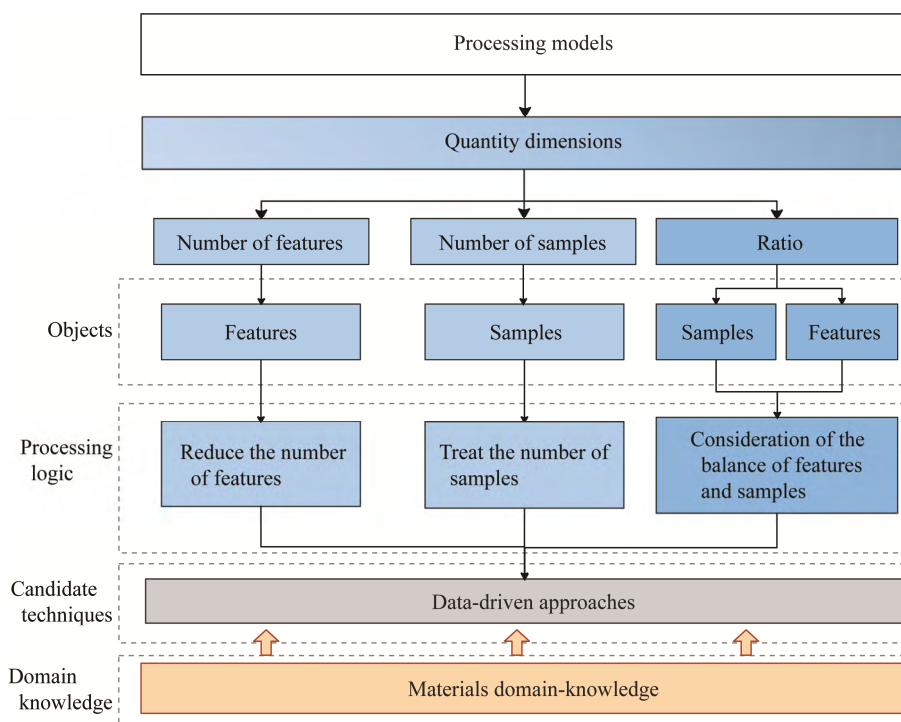 Processing models
Quantity dimensions
Number of features
Number of samples
Ratio
Objects
Features
Samples
Samples
Features
Processing
logic
Reduce the number
of features
Treat the number of
samples
Consideration of the
balance of features
and samples
Candidate
techniques
Data-driven approaches
Domain
knowledge
Materials domain-knowledge